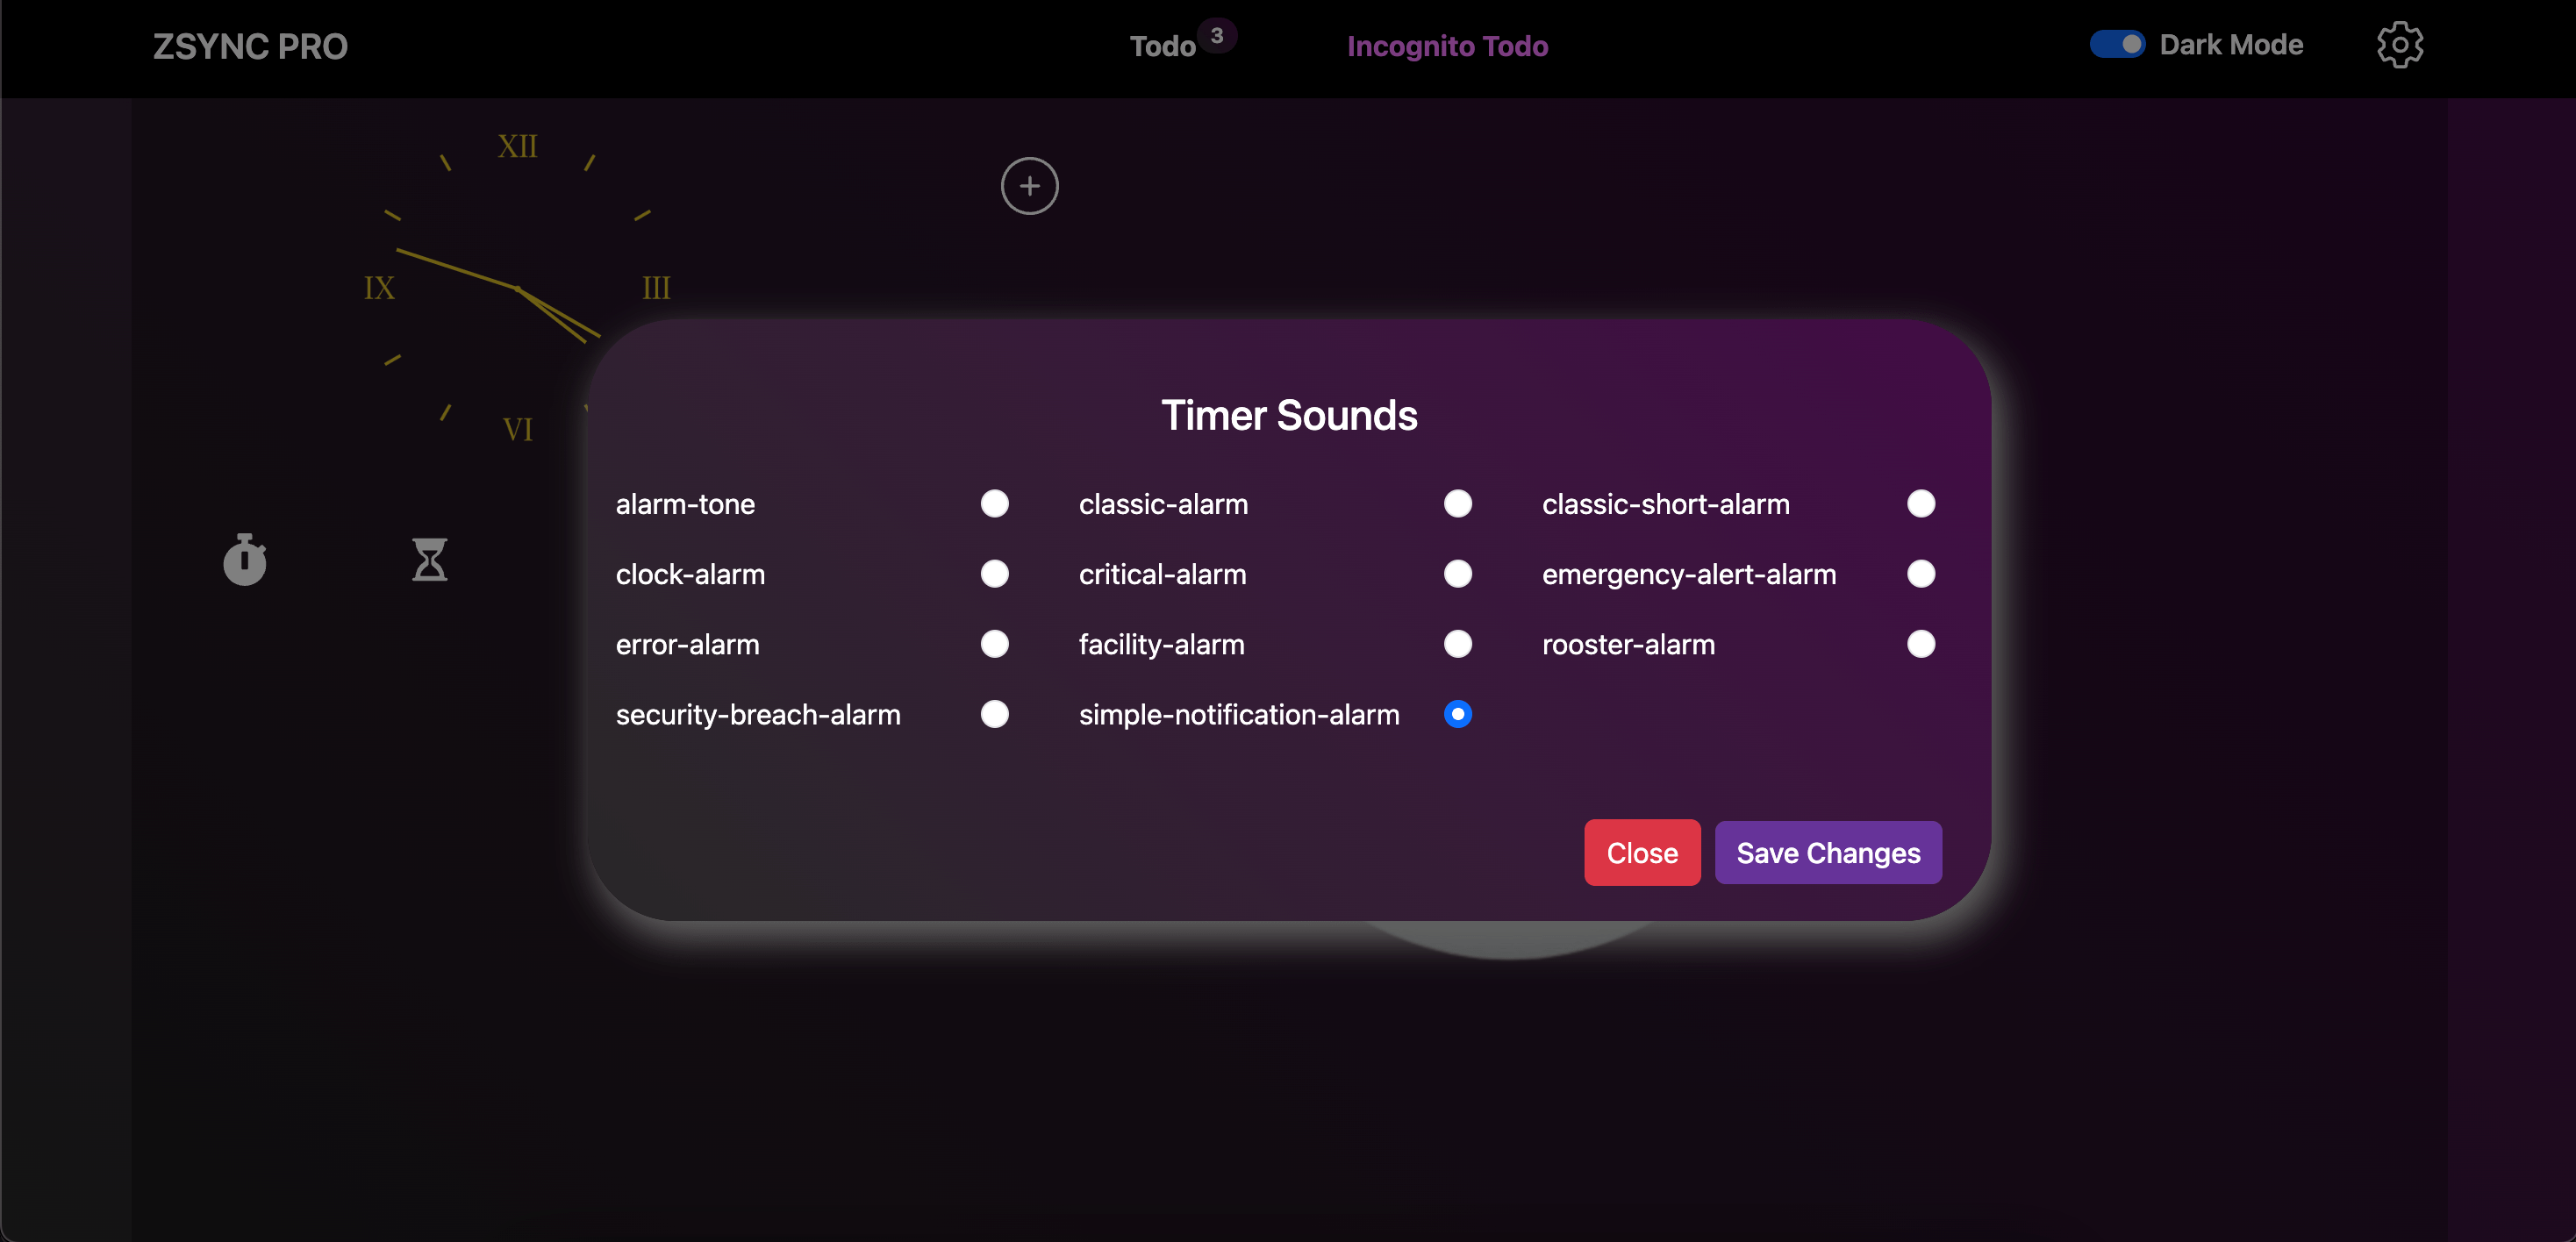 ZSYNC PRO
Todo 3
Incognito Todo
Dark Mode
XII
IX
III
VI
Timer Sounds
alarm-tone classic-alarm classic-short-alarm
clock-alarm critical-alarm emergency-alert-alarm
error-alarm facility-alarm rooster-alarm
security-breach-alarm simple-notification-alarm
Close Save Changes